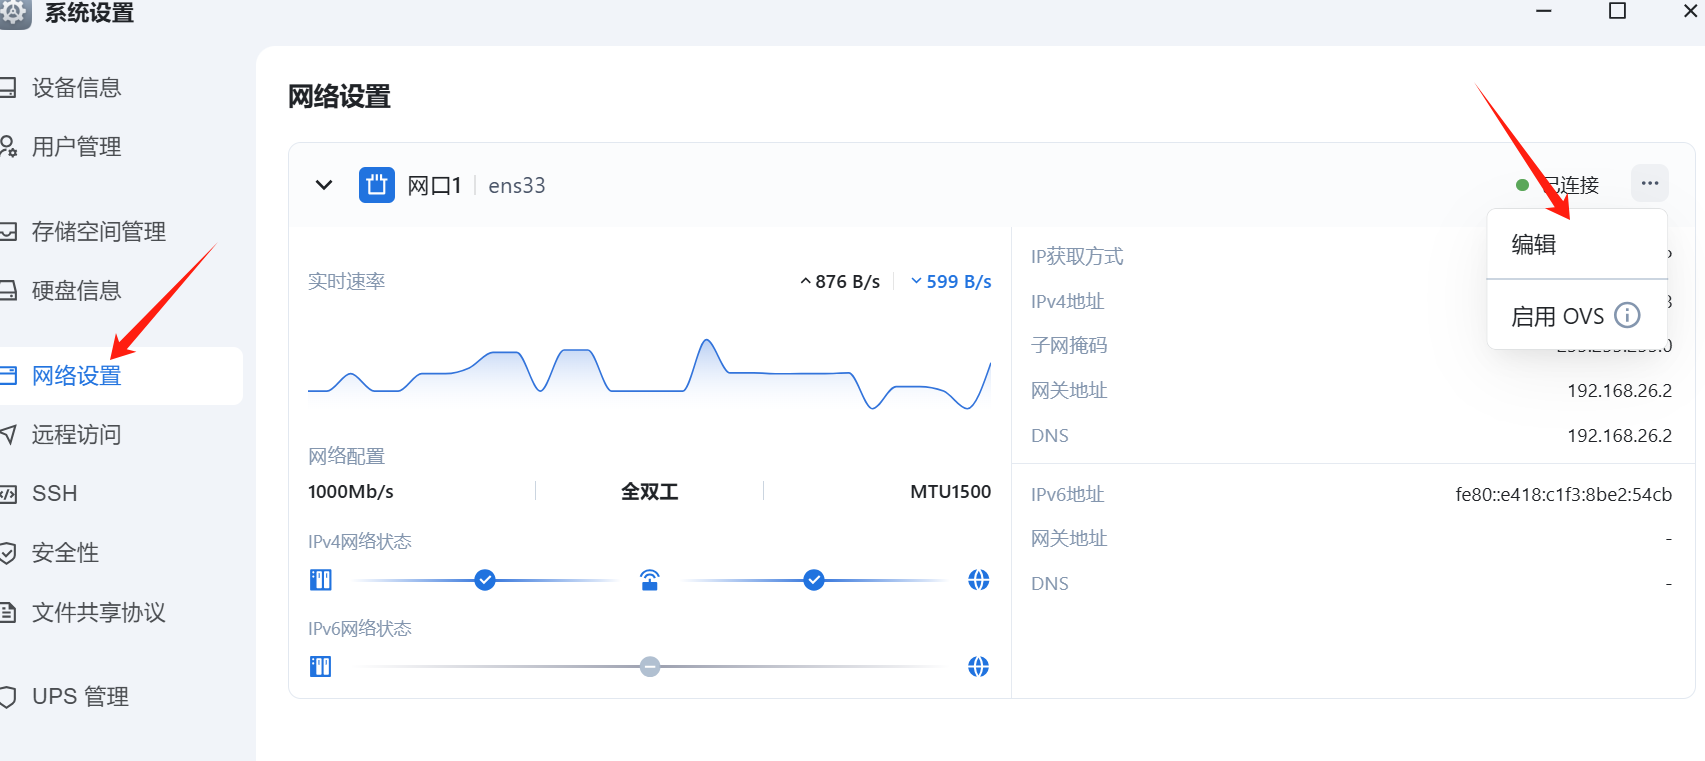 系统设置
设备信息
用户管理
存储空间管理
硬盘信息
网络设置
远程访问
SSH
安全性
文件共享协议
UPS 管理
网络设置
网口1 ens33
已连接
编辑
启用 OVS
实时速率 876 B/s 599 B/s
网络配置
1000Mb/s 全双工 MTU1500
IPv4网络状态
IPv6网络状态
IP获取方式
IPv4地址
子网掩码 255.255.255.0
网关地址 192.168.26.2
DNS 192.168.26.2
IPv6地址 fe80::e418:c1f3:8be2:54cb
网关地址 -
DNS -